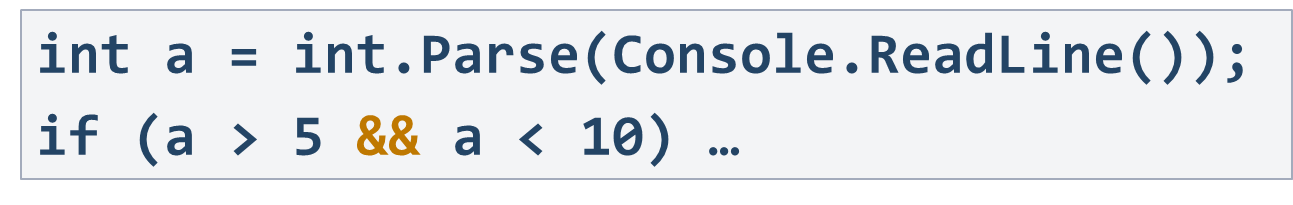 int a = int.Parse(Console.ReadLine());
if (a > 5 && a < 10) …